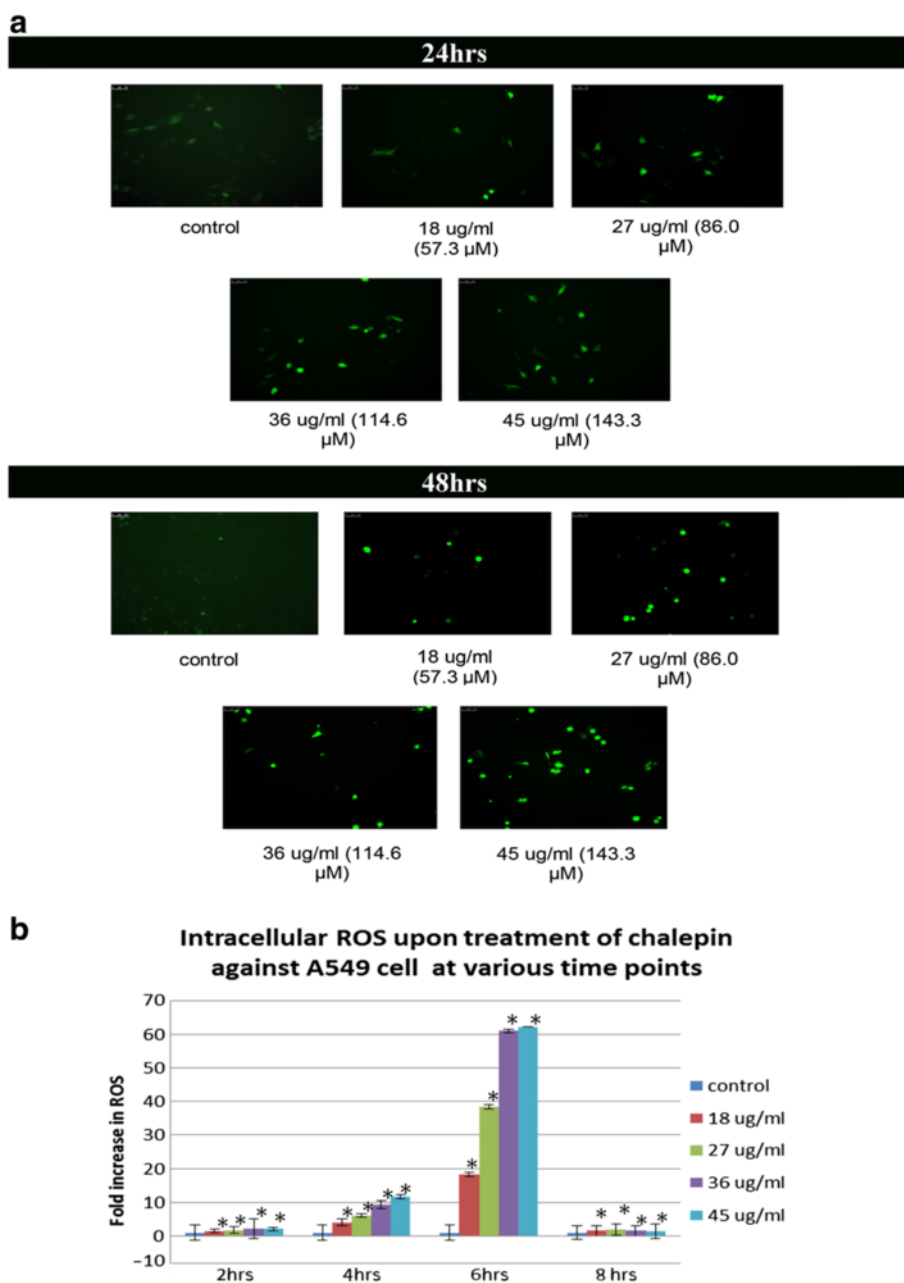 a
24hrs
control
18 ug/ml
(57.3 µM)
27 ug/ml (86.0
µM)
36 ug/ml (114.6
µM)
45 ug/ml (143.3
µM)
48hrs
control
18 ug/ml
(57.3 µM)
27 ug/ml (86.0
µM)
36 ug/ml (114.6
µM)
45 ug/ml (143.3
µM)
b
Intracellular ROS upon treatment of chalepin
against A549 cell at various time points
Fold increase in ROS
70
60
50
40
30
20
10
0
−10
* * * *
* * * *
* * * *
* * * *
2hrs
4hrs
6hrs
8 hrs
control
18 ug/ml
27 ug/ml
36 ug/ml
45 ug/ml